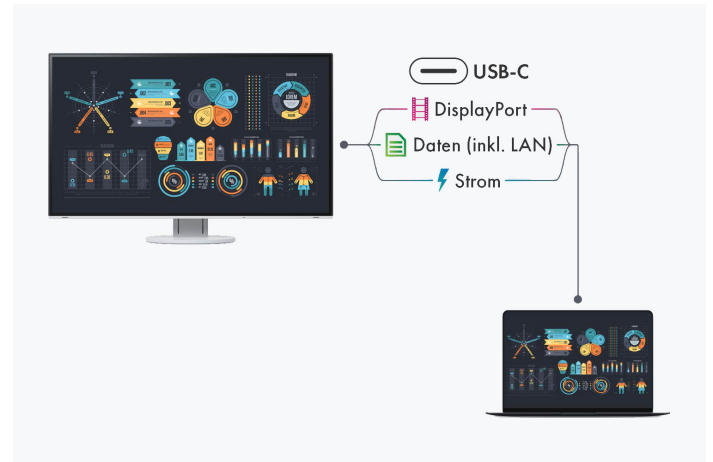 USB-C
DisplayPort
Daten (inkl. LAN)
Strom